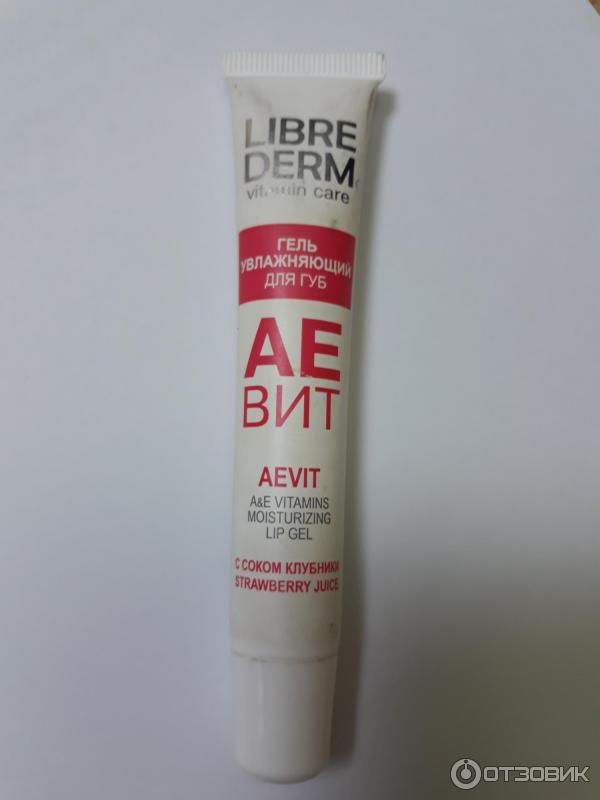 LIBRE
DERM
vitamin care
ГЕЛЬ
УВЛАЖНЯЮЩИЙ
ДЛЯ ГУБ
АЕ
ВИТ
AEVIT
A&E VITAMINS
MOISTURIZING
LIP GEL
С СОКОМ КЛУБНИКИ
STRAWBERRY JUICE
ОТЗОВИК